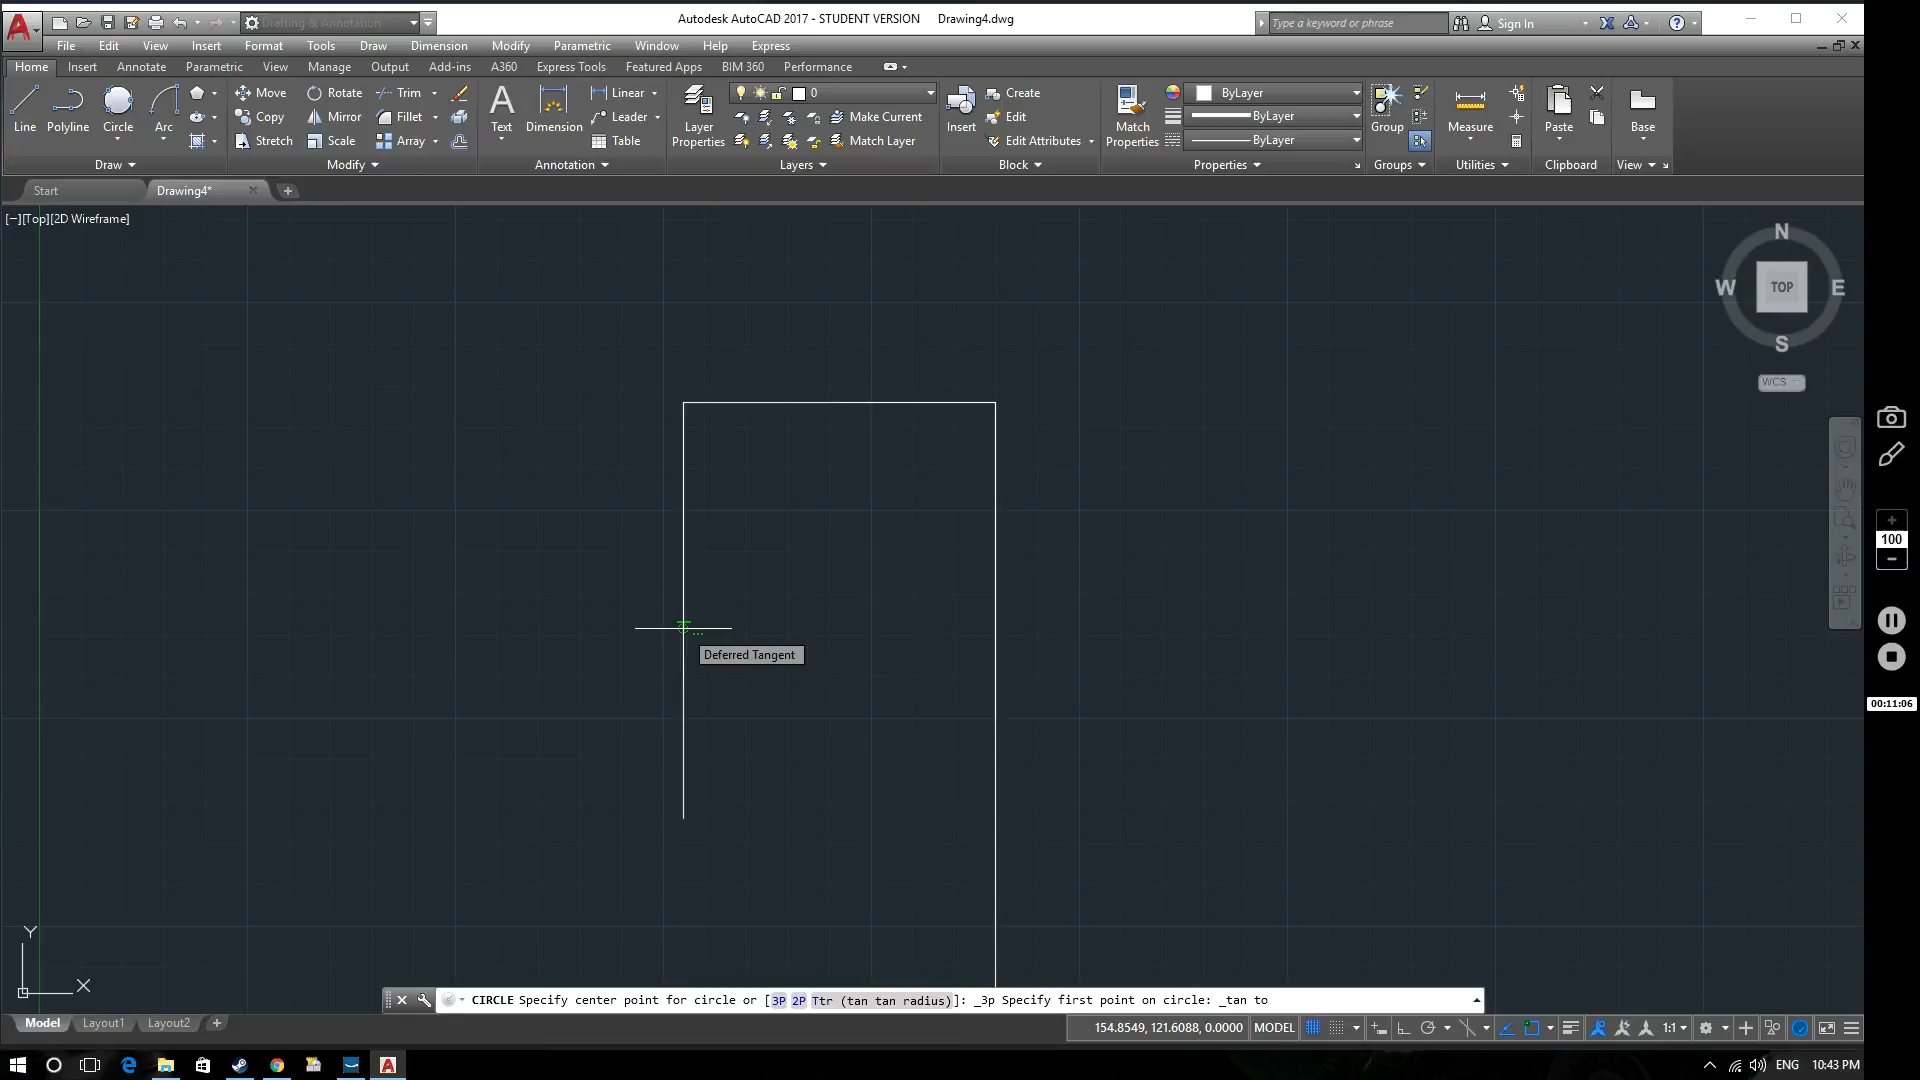 Drafting & Annotation
Autodesk AutoCAD 2017 - STUDENT VERSION Drawing4.dwg
Type a keyword or phrase
Sign In
File Edit View Insert Format Tools Draw Dimension Modify Parametric Window Help Express
Home Insert Annotate Parametric View Manage Output Add-ins A360 Express Tools Featured Apps BIM 360 Performance
Line Polyline Circle Arc
Move Rotate Trim
Copy Mirror Fillet
Stretch Scale Array
Text Dimension
Linear
Leader
Table
Layer Properties
0
Make Current
Match Layer
Insert
Create
Edit
Edit Attributes
Match Properties
ByLayer
ByLayer
ByLayer
Group
Measure
Paste
Base
Draw Modify Annotation Layers Block Properties Groups Utilities Clipboard View
Start Drawing4*
[−][Top][2D Wireframe]
N
W TOP E
S
WCS
100
Deferred Tangent
00:11:06
Y
X
CIRCLE Specify center point for circle or [3P 2P Ttr (tan tan radius)]: _3p Specify first point on circle: _tan to
Model Layout1 Layout2
154.8549, 121.6088, 0.0000 MODEL 1:1
ENG 10:43 PM